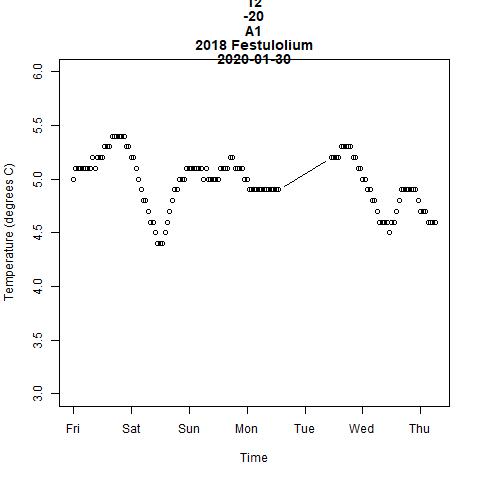 12
-20
A1
2018 Festulolium
2020-01-30
6.0
5.5
5.0
4.5
4.0
3.5
3.0
Temperature (degrees C)
Fri Sat Sun Mon Tue Wed Thu
Time